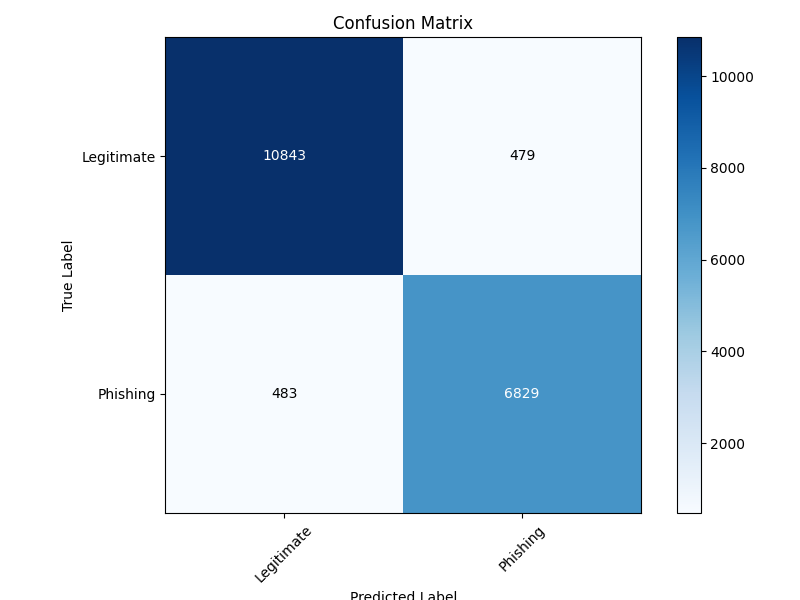 Confusion Matrix
True Label
Legitimate
10843
479
Phishing
483
6829
Legitimate
Phishing
Predicted Label
10000
8000
6000
4000
2000